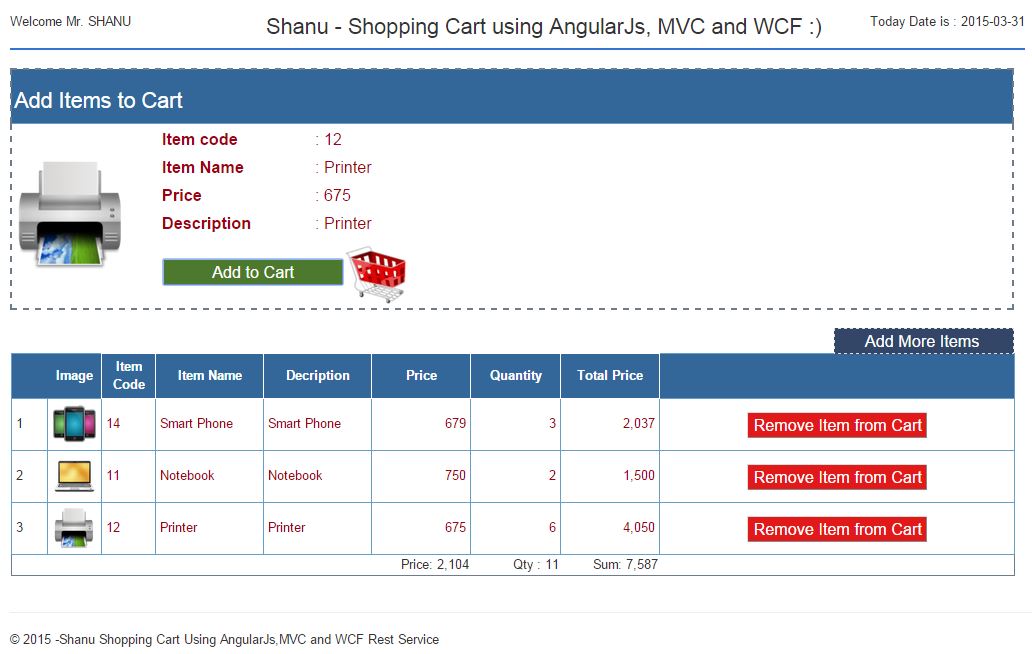 Welcome Mr. SHANU
Shanu - Shopping Cart using AngularJs, MVC and WCF :)
Today Date is : 2015-03-31
Add Items to Cart
Item code : 12
Item Name : Printer
Price : 675
Description : Printer
Add to Cart
Add More Items
Image Item Code Item Name Decription Price Quantity Total Price
1 14 Smart Phone Smart Phone 679 3 2,037 Remove Item from Cart
2 11 Notebook Notebook 750 2 1,500 Remove Item from Cart
3 12 Printer Printer 675 6 4,050 Remove Item from Cart
Price: 2,104 Qty : 11 Sum: 7,587
© 2015 -Shanu Shopping Cart Using AngularJs,MVC and WCF Rest Service